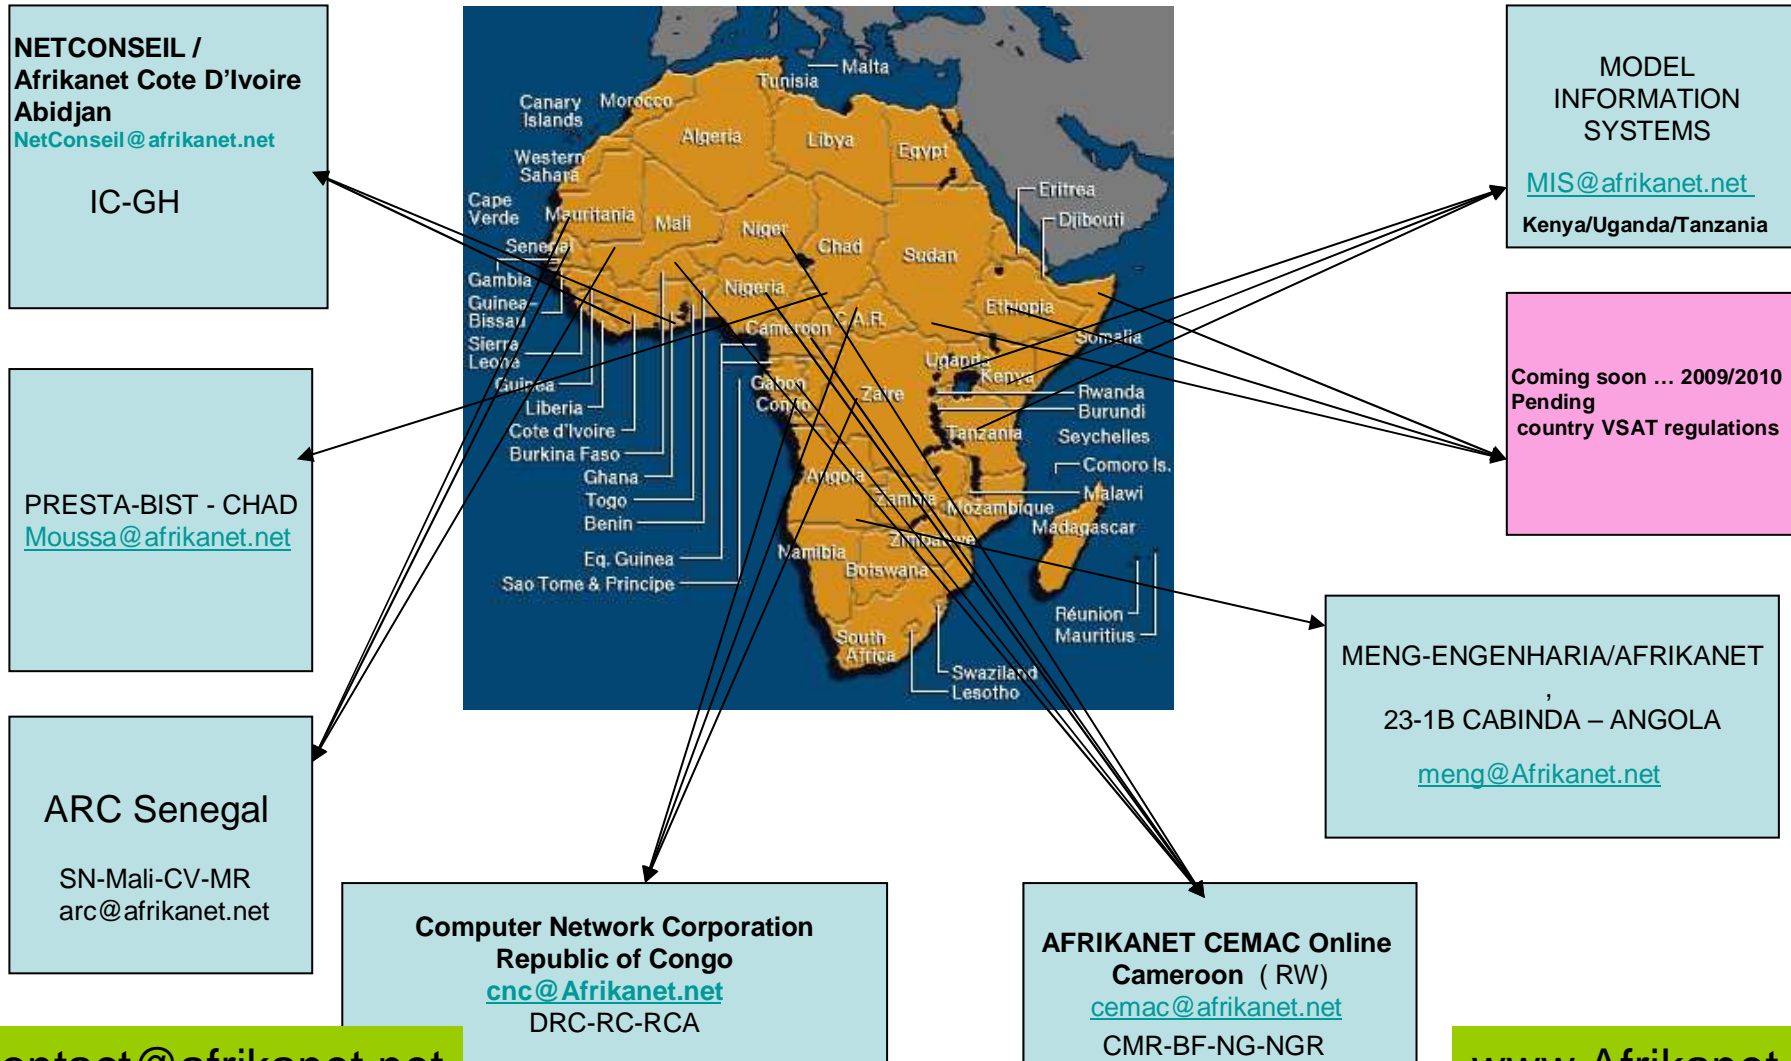 NETCONSEIL /
Afrikanet Cote D'Ivoire
Abidjan
NetConseil@afrikanet.net
IC-GH
PRESTA-BIST - CHAD
Moussa@afrikanet.net
ARC Senegal
SN-Mali-CV-MR
arc@afrikanet.net
Malta
Tunisia
Canary
Islands
Morocco
Algeria
Libya
Egypt
Western
Sahara
Cape
Verde
Mauritania
Mali
Niger
Chad
Sudan
Eritrea
Djibouti
Senegal
Gambia
Guinea-
Bissau
Nigeria
Ethiopia
Cameroon
C.A.R.
Somalia
Sierra
Leone
Uganda
Kenya
Guinea
Gabon
Congo
Zaire
Rwanda
Burundi
Liberia
Cote d'Ivoire
Tanzania
Seychelles
Burkina Faso
Ghana
Angola
Comoro Is.
Togo
Zambia
Malawi
Mozambique
Benin
Madagascar
Zimbabwe
Namibia
Eq. Guinea
Botswana
Sao Tome & Principe
Réunion
Mauritius
South
Africa
Swaziland
Lesotho
MODEL
INFORMATION
SYSTEMS
MIS@afrikanet.net
Kenya/Uganda/Tanzania
Coming soon … 2009/2010
Pending
country VSAT regulations
MENG-ENGENHARIA/AFRIKANET
,
23-1B CABINDA – ANGOLA
meng@Afrikanet.net
Computer Network Corporation
Republic of Congo
cnc@Afrikanet.net
DRC-RC-RCA
AFRIKANET CEMAC Online
Cameroon ( RW)
cemac@afrikanet.net
CMR-BF-NG-NGR
ontact@afrikanet.net
www.Afrikanet